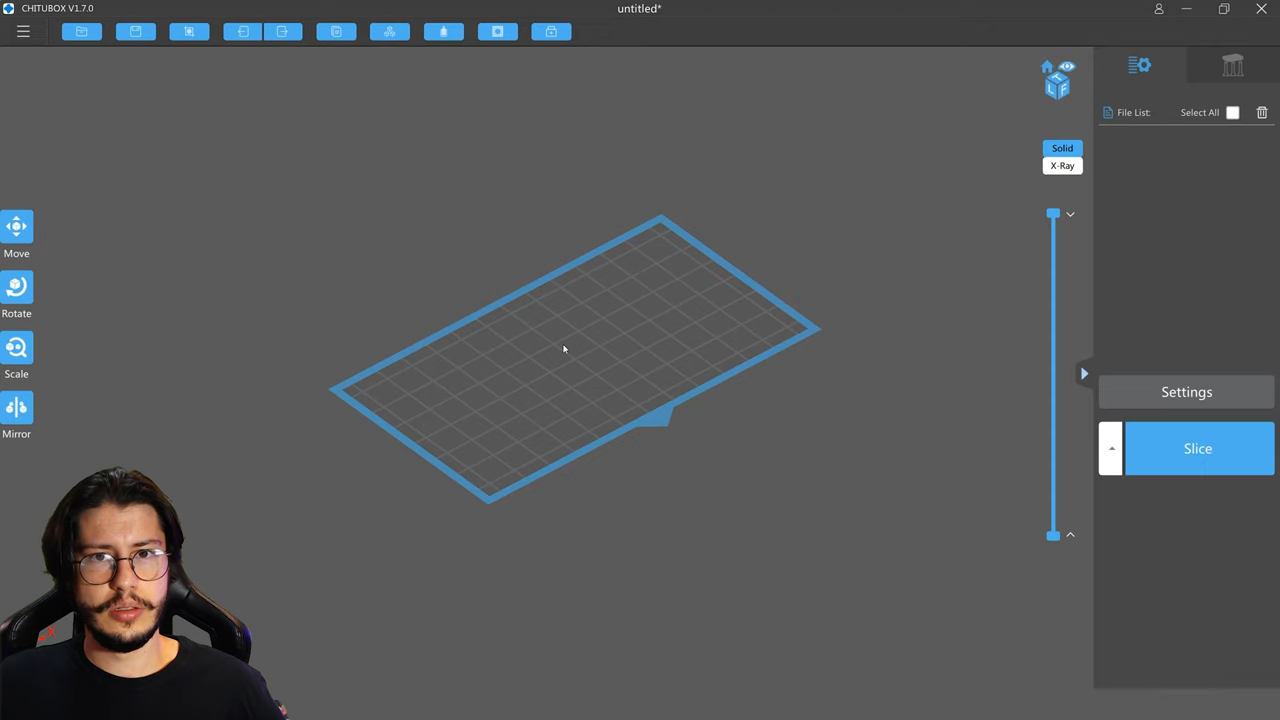 CHITUBOX V1.7.0
untitled*
File List:
Select All
Solid
X-Ray
Move
Rotate
Scale
Mirror
Settings
Slice
T
L F
X